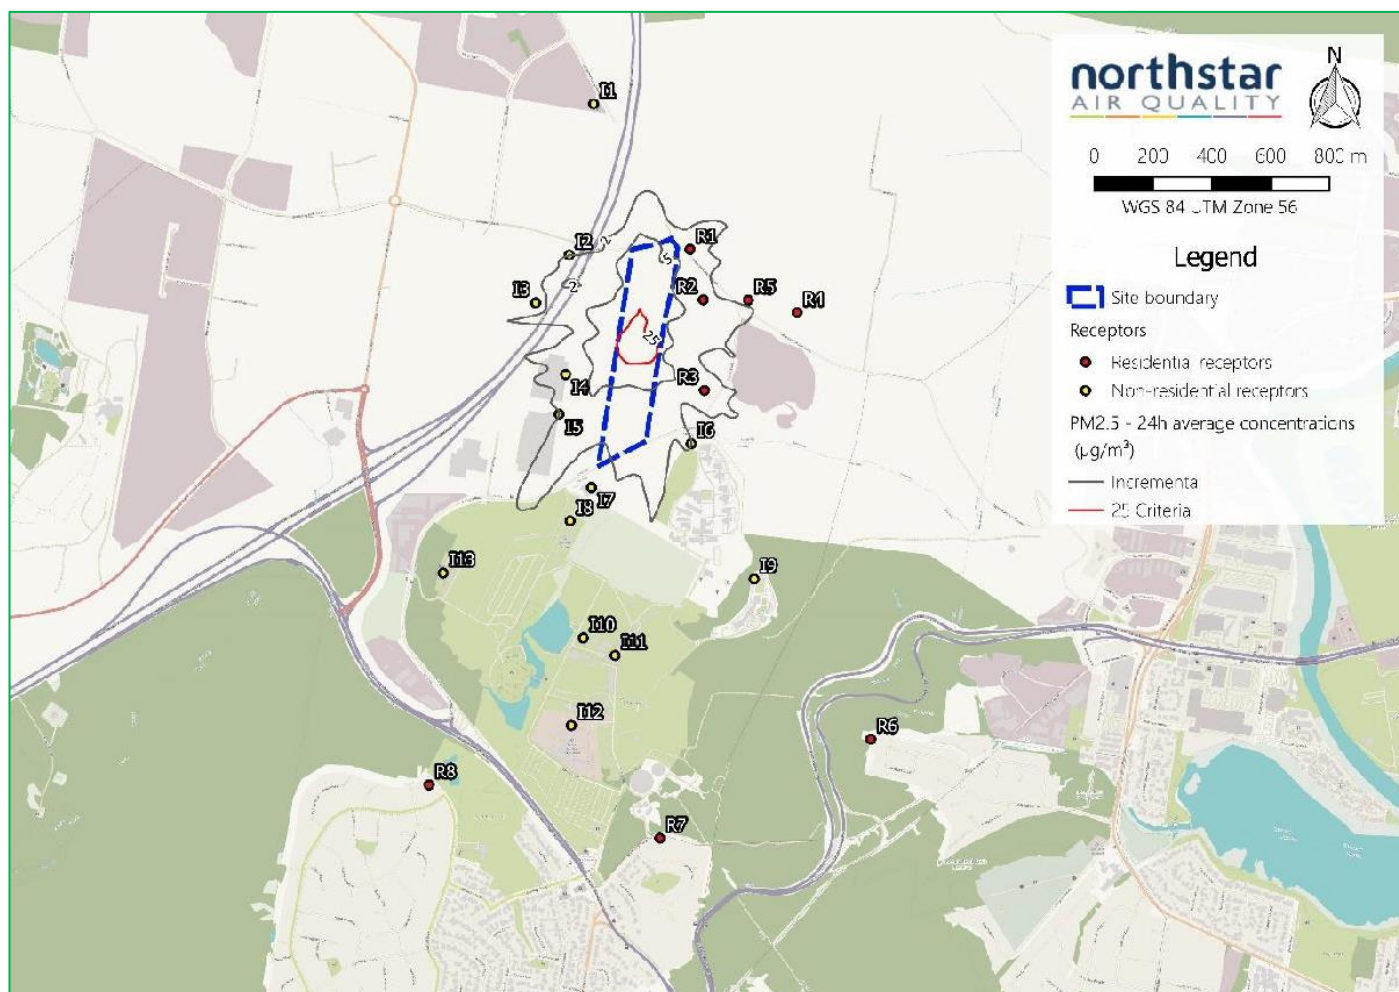 northstar
AIR QUALITY
N
0 200 400 600 800 m
WGS 84 UTM Zone 56
Legend
Site boundary
Receptors
Residential receptors
Non-residential receptors
PM2.5 - 24h average concentrations
(µg/m³)
Incrementa
25 Criteria
I1
I2
2
R1
5
2
I3
R2
R5
R4
25
I4
R3
I5
I6
I7
I8
I13
I9
I10
I11
I12
R6
R8
R7